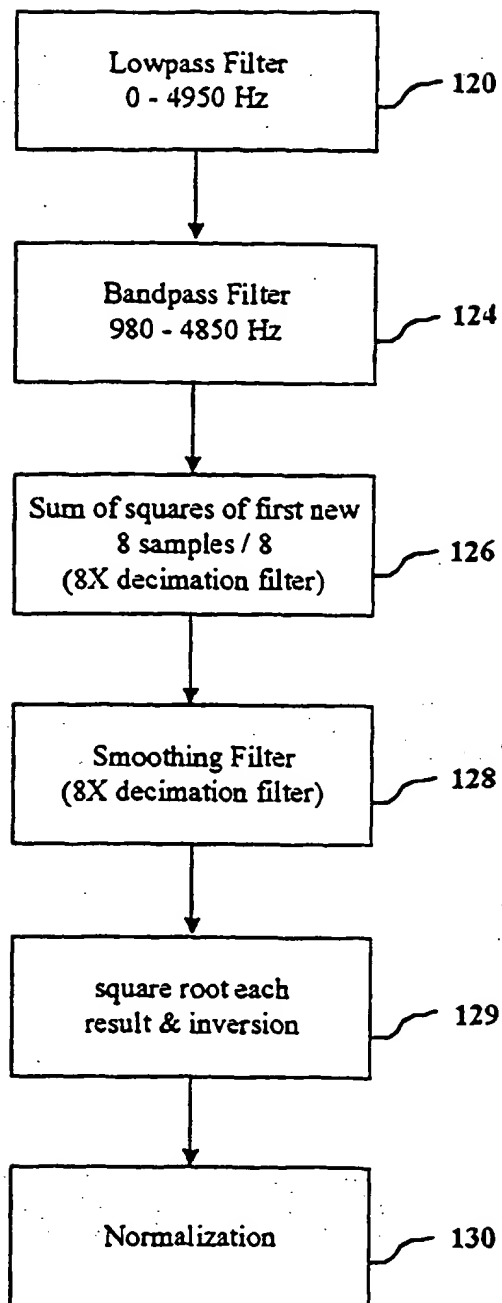 Lowpass Filter
0 - 4950 Hz
120
Bandpass Filter
980 - 4850 Hz
124
Sum of squares of first new
8 samples / 8
(8X decimation filter)
126
Smoothing Filter
(8X decimation filter)
128
square root each
result & inversion
129
Normalization
130